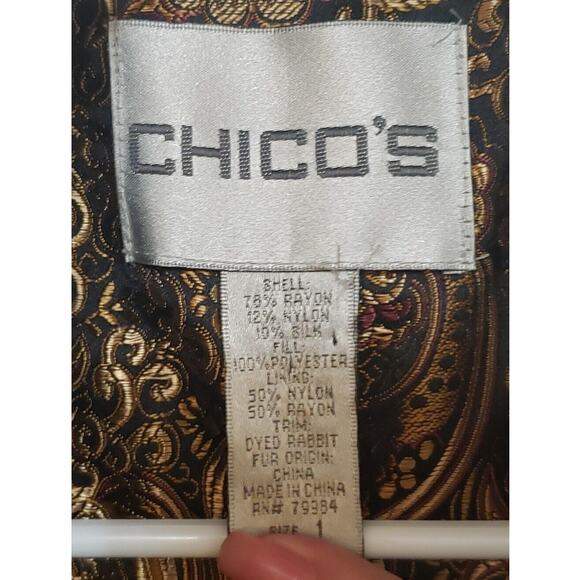 CHICO'S
SHELL:
78% RAYON
12% NYLON
10% SILK
FILL:
100% POLYESTER
LINING:
50% NYLON
50% RAYON
TRIM:
DYED RABBIT
FUR ORIGIN:
CHINA
MADE IN CHINA
RN# 79984
SIZE 1